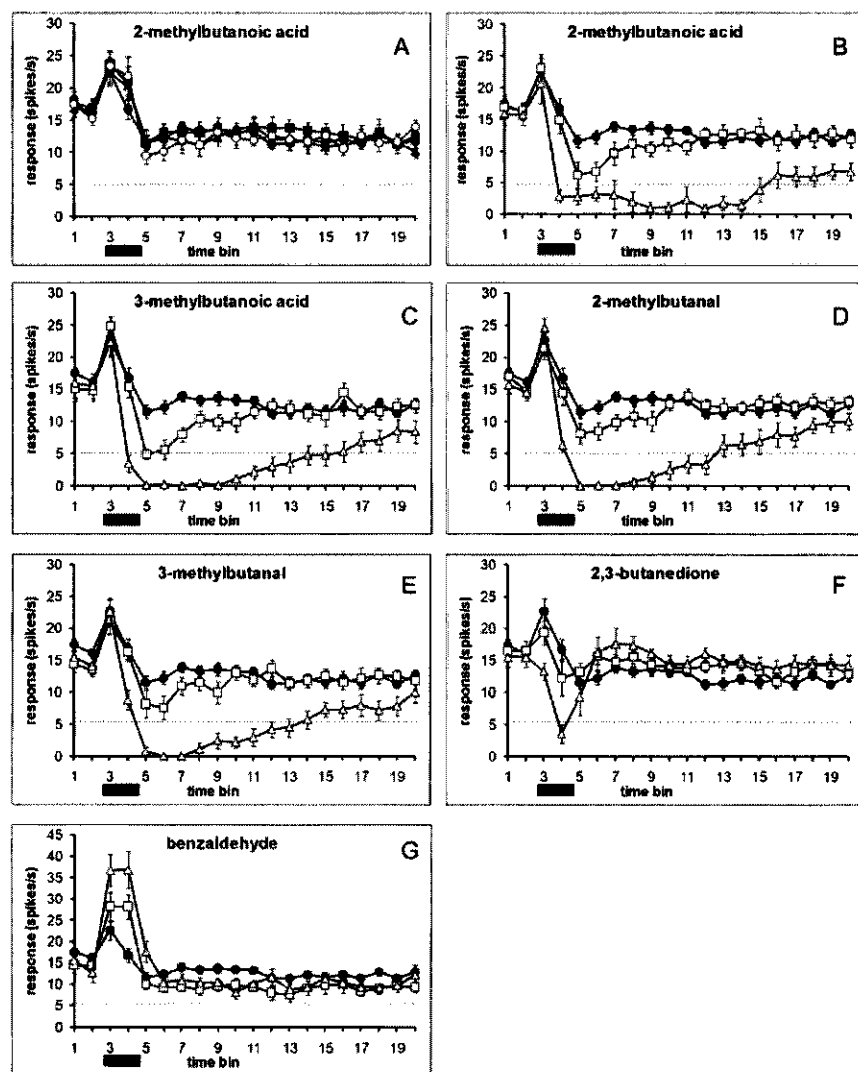 2-methylbutanoic acid
A
response (spikes/s)
30
25
20
15
10
5
0
1 3 5 7 9 11 13 15 17 19
time bin
2-methylbutanoic acid
B
response (spikes/s)
30
25
20
15
10
5
0
1 3 5 7 9 11 13 15 17 19
time bin
3-methylbutanoic acid
C
response (spikes/s)
30
25
20
15
10
5
0
1 3 5 7 9 11 13 15 17 19
time bin
2-methylbutanal
D
response (spikes/s)
30
25
20
15
10
5
0
1 3 5 7 9 11 13 15 17 19
time bin
3-methylbutanal
E
response (spikes/s)
30
25
20
15
10
5
0
1 3 5 7 9 11 13 15 17 19
time bin
2,3-butanedione
F
response (spikes/s)
30
25
20
15
10
5
0
1 3 5 7 9 11 13 15 17 19
time bin
benzaldehyde
G
response (spikes/s)
45
40
35
30
25
20
15
10
5
0
1 3 5 7 9 11 13 15 17 19
time bin